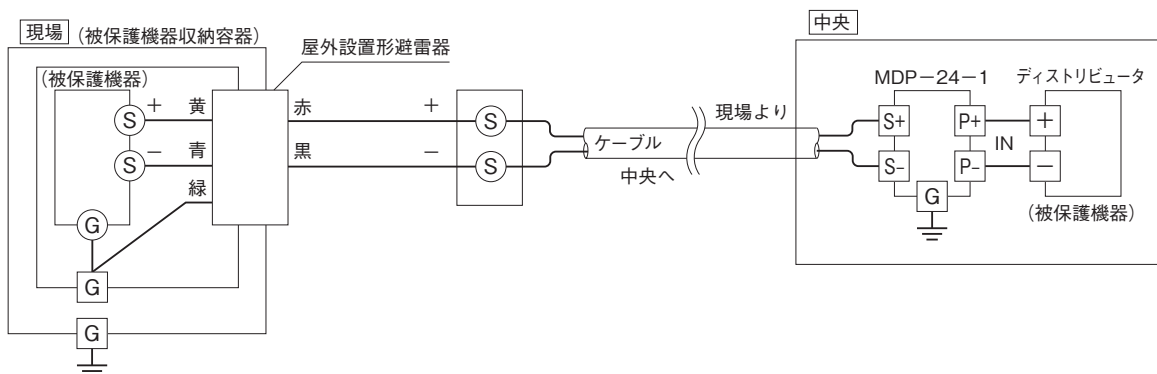 現場 (被保護機器収納容器)
屋外設置形避雷器
(被保護機器)
S + 黄 赤 + S
S − 青 黒 − S
緑
G
G
G
ケーブル
現場より
中央へ
中央
MDP−24−1 ディストリビュータ
S+ P+ +
IN
S− P− −
G
(被保護機器)